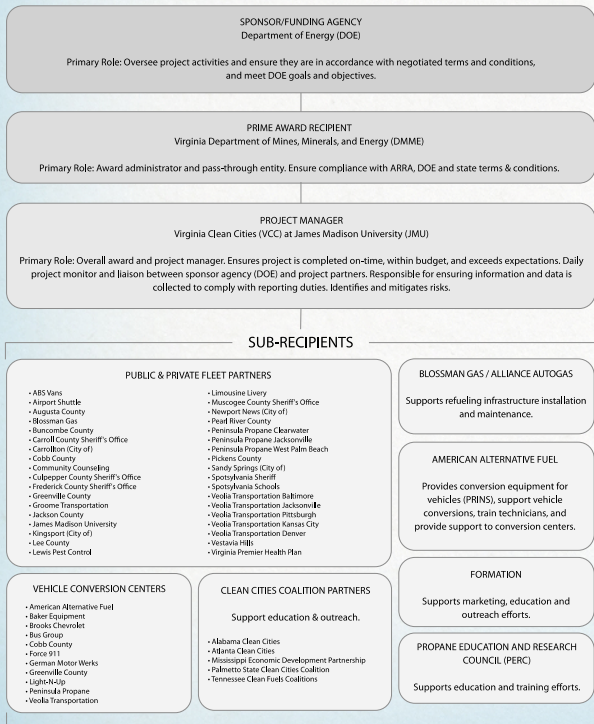 SPONSOR/FUNDING AGENCY
Department of Energy (DOE)
Primary Role: Oversee project activities and ensure they are in accordance with negotiated terms and conditions,
and meet DOE goals and objectives.
PRIME AWARD RECIPIENT
Virginia Department of Mines, Minerals, and Energy (DMME)
Primary Role: Award administrator and pass-through entity. Ensure compliance with ARRA, DOE and state terms & conditions.
PROJECT MANAGER
Virginia Clean Cities (VCC) at James Madison University (JMU)
Primary Role: Overall award and project manager. Ensures project is completed on-time, within budget, and exceeds expectations. Daily
project monitor and liaison between sponsor agency (DOE) and project partners. Responsible for ensuring information and data is
collected to comply with reporting duties. Identifies and mitigates risks.
SUB-RECIPIENTS
PUBLIC & PRIVATE FLEET PARTNERS
• ABS Vans
• Airport Shuttle
• Augusta County
• Blossman Gas
• Buncombe County
• Carroll County Sheriff's Office
• Carrollton (City of)
• Cobb County
• Community Counseling
• Culpepper County Sheriff's Office
• Frederick County Sheriff's Office
• Greenville County
• Groome Transportation
• Jackson County
• James Madison University
• Kingsport (City of)
• Lee County
• Lewis Pest Control
• Limousine Livery
• Muscogee County Sheriff's Office
• Newport News (City of)
• Pearl River County
• Peninsula Propane Clearwater
• Peninsula Propane Jacksonville
• Peninsula Propane West Palm Beach
• Pickens County
• Sandy Springs (City of)
• Spotsylvania Sheriff
• Spotsylvania Schools
• Veolia Transportation Baltimore
• Veolia Transportation Jacksonville
• Veolia Transportation Pittsburgh
• Veolia Transportation Kansas City
• Veolia Transportation Denver
• Vestavia Hills
• Virginia Premier Health Plan
BLOSSMAN GAS / ALLIANCE AUTOGAS
Supports refueling infrastructure installation
and maintenance.
AMERICAN ALTERNATIVE FUEL
Provides conversion equipment for
vehicles (PRINS), support vehicle
conversions, train technicians, and
provide support to conversion centers.
VEHICLE CONVERSION CENTERS
• American Alternative Fuel
• Baker Equipment
• Brooks Chevrolet
• Bus Group
• Cobb County
• Force 911
• German Motor Werks
• Greenville County
• Light-N-Up
• Peninsula Propane
• Veolia Transportation
CLEAN CITIES COALITION PARTNERS
Support education & outreach.
• Alabama Clean Cities
• Atlanta Clean Cities
• Mississippi Economic Development Partnership
• Palmetto State Clean Cities Coalition
• Tennessee Clean Fuels Coalitions
FORMATION
Supports marketing, education and
outreach efforts.
PROPANE EDUCATION AND RESEARCH
COUNCIL (PERC)
Supports education and training efforts.